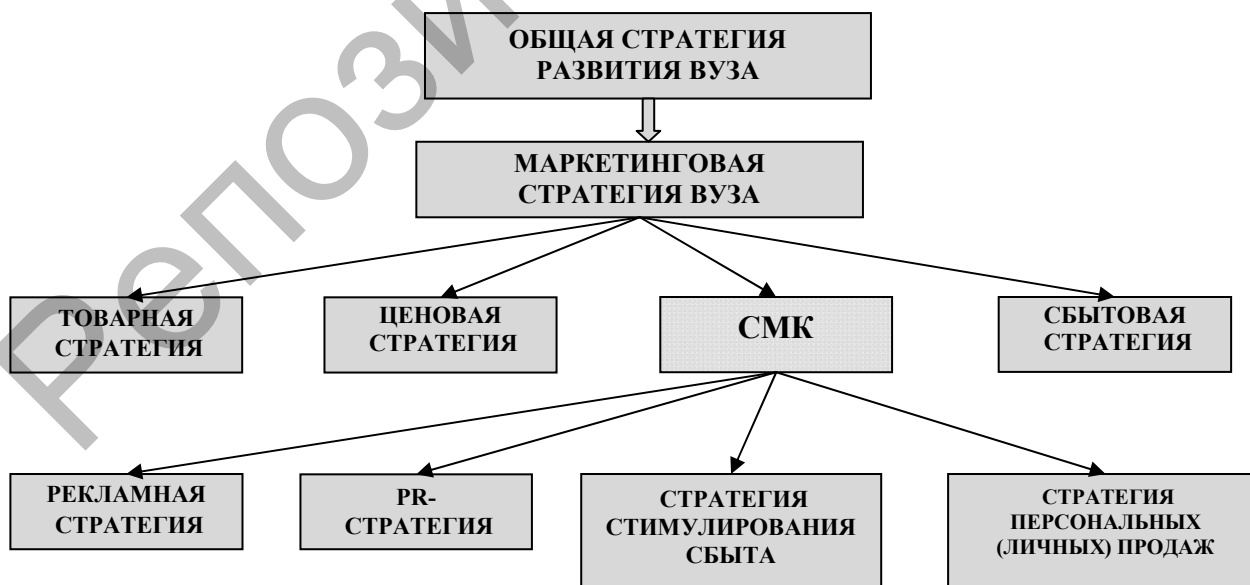 ОБЩАЯ СТРАТЕГИЯ
РАЗВИТИЯ ВУЗА
МАРКЕТИНГОВАЯ
СТРАТЕГИЯ ВУЗА
ТОВАРНАЯ
СТРАТЕГИЯ
ЦЕНОВАЯ
СТРАТЕГИЯ
СМК
СБЫТОВАЯ
СТРАТЕГИЯ
РЕКЛАМНАЯ
СТРАТЕГИЯ
PR-
СТРАТЕГИЯ
СТРАТЕГИЯ
СТИМУЛИРОВАНИЯ
СБЫТА
СТРАТЕГИЯ
ПЕРСОНАЛЬНЫХ
(ЛИЧНЫХ) ПРОДАЖ
Репози